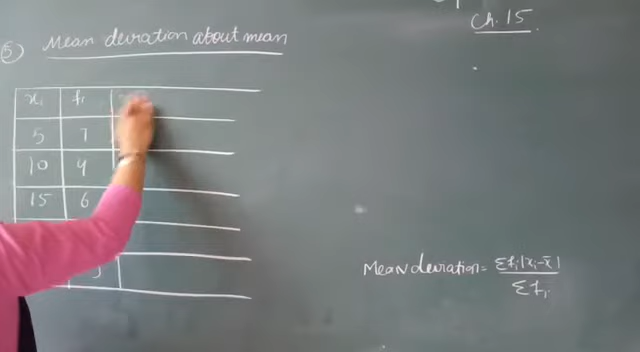 Ch. 15
5 Mean deviation about mean
xi fi
5 7
10 4
15 6
5
Mean deviation = Σfi|xi-x̄|
Σfi